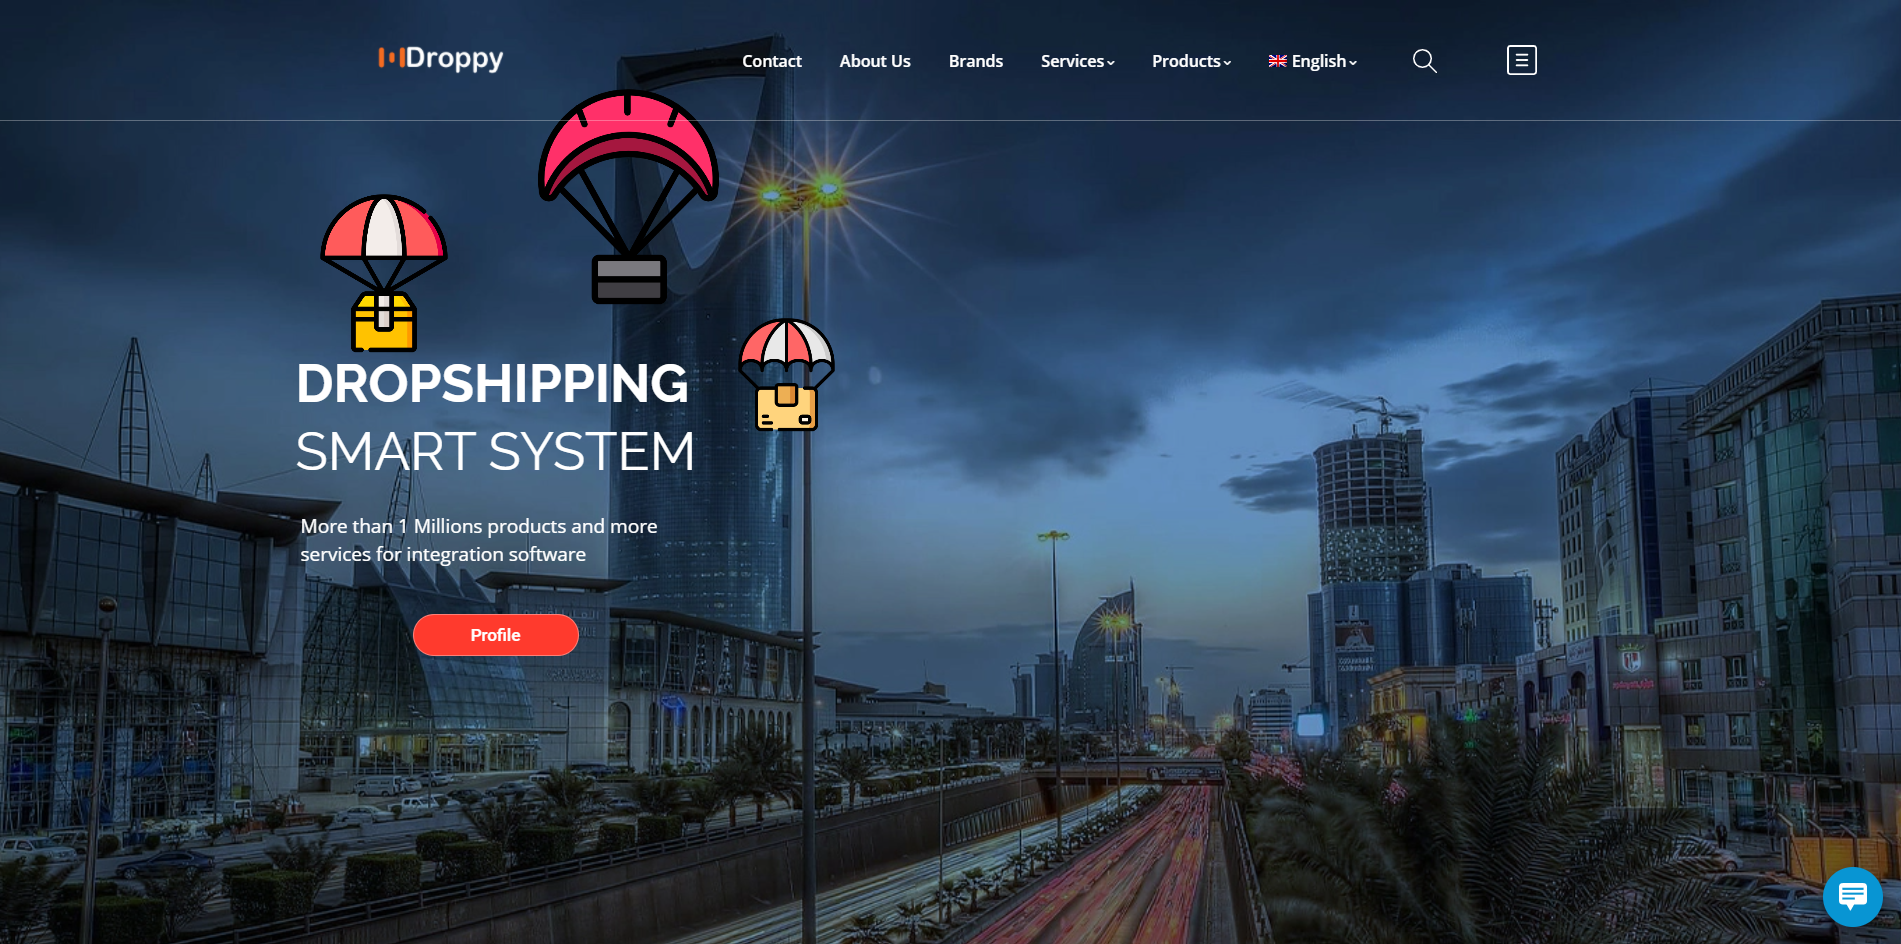 Droppy
Contact
About Us
Brands
Services
Products
English
DROPSHIPPING
SMART SYSTEM
More than 1 Millions products and more
services for integration software
Profile